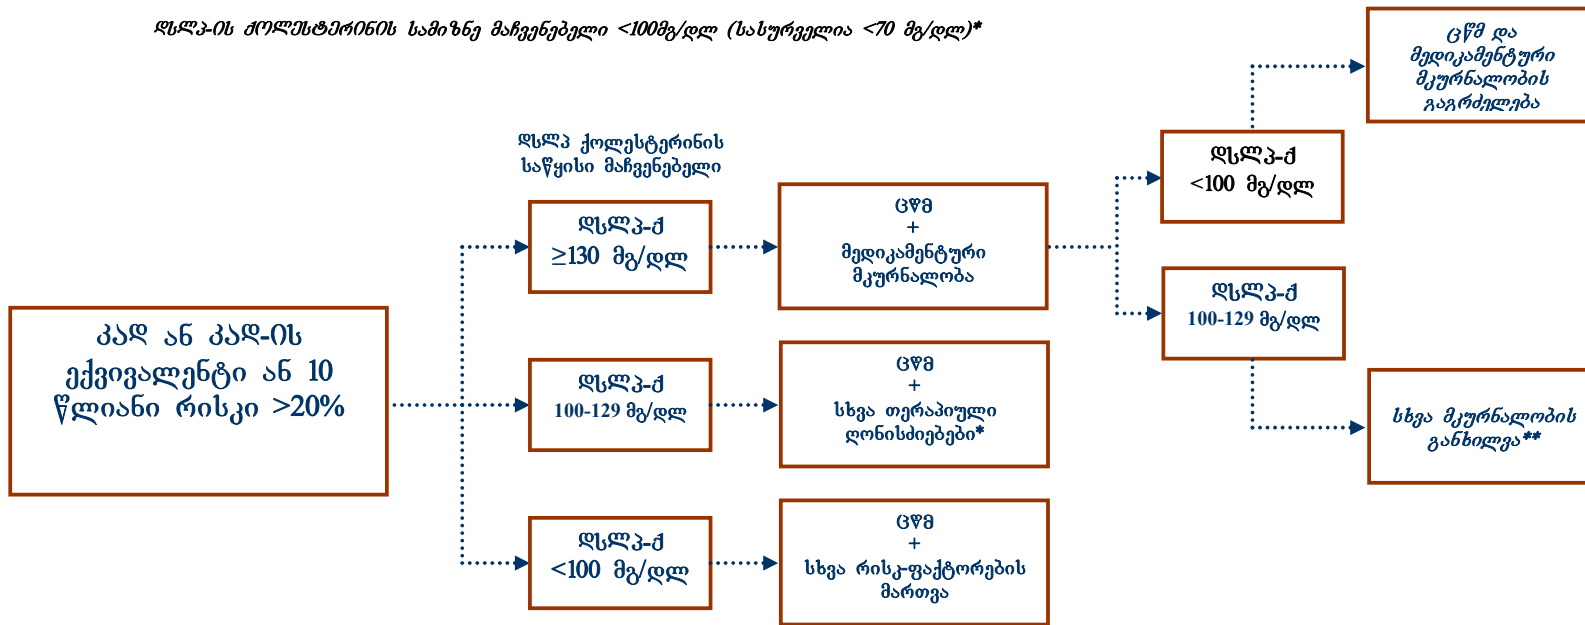 დსლპ-ის ქოლესტერინის სამიზნე მაჩვენებელი <100მგ/დლ (სასურველია <70 მგ/დლ)*
დსლპ ქოლესტერინის
საწყისი მაჩვენებელი
კად ან კად-ის
ექვივალენტი ან 10
წლიანი რისკი >20%
დსლპ-ქ
≥130 მგ/დლ
დსლპ-ქ
100-129 მგ/დლ
დსლპ-ქ
<100 მგ/დლ
ცწმ
+
მედიკამენტური
მკურნალობა
ცწმ
+
სხვა თერაპიული
ღონისძიებები*
ცწმ
+
სხვა რისკ-ფაქტორების
მართვა
დსლპ-ქ
<100 მგ/დლ
დსლპ-ქ
100-129 მგ/დლ
ცწმ და
მედიკამენტური
მკურნალობის
გაგრძელება
სხვა მკურნალობის
განხილვა**